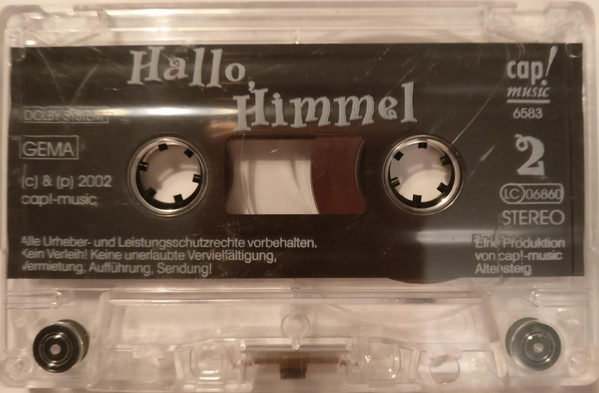 Hallo,
Himmel
cap!
music
6583
DOLBY SYSTEM
GEMA
2
(c) & (p) 2002
cap!-music
LC 06860
STEREO
Alle Urheber- und Leistungsschutzrechte vorbehalten.
Kein Verleih! Keine unerlaubte Vervielfältigung,
Vermietung, Aufführung, Sendung!
Eine Produktion
von cap!-music
Altensteig